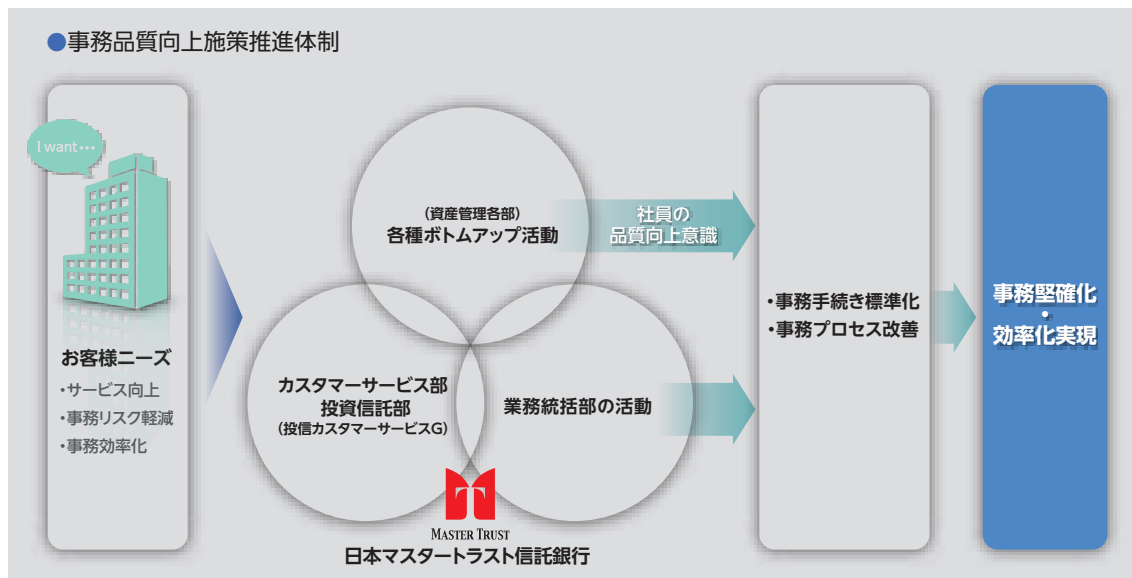 ●事務品質向上施策推進体制
I want…
お客様ニーズ
・サービス向上
・事務リスク軽減
・事務効率化
（資産管理各部）
各種ボトムアップ活動
社員の
品質向上意識
カスタマーサービス部
投資信託部
（投信カスタマーサービスG）
業務統括部の活動
MASTER TRUST
日本マスタートラスト信託銀行
・事務手続き標準化
・事務プロセス改善
事務堅確化
・
効率化実現